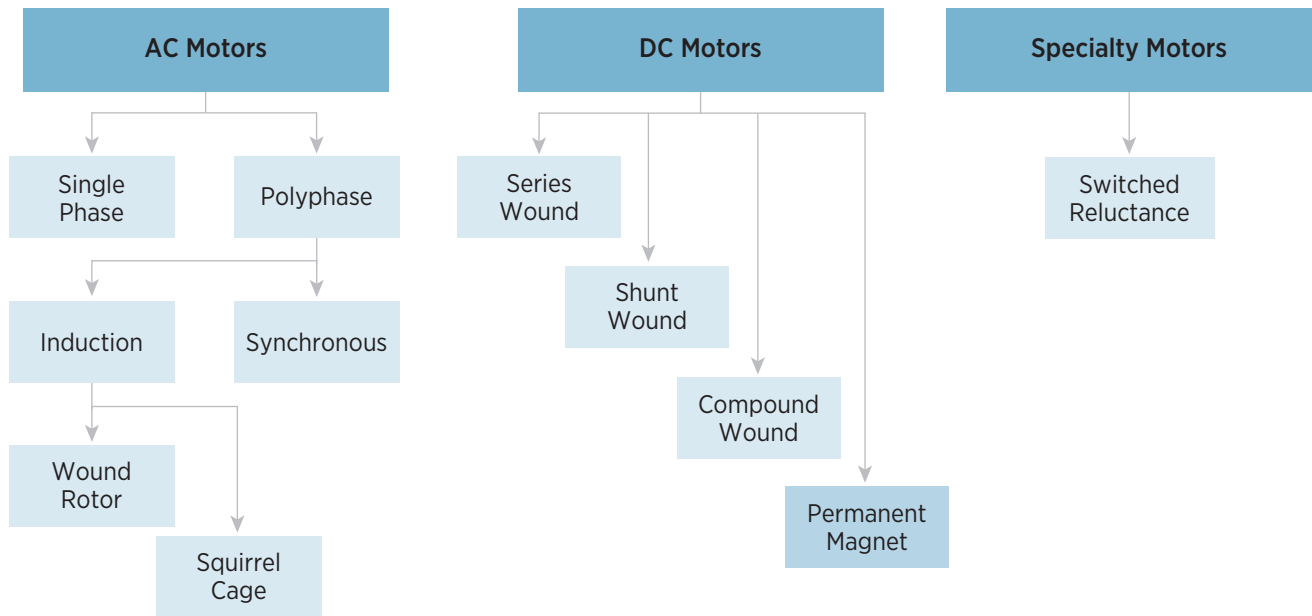 AC Motors
Single
Phase
Polyphase
Induction
Synchronous
Wound
Rotor
Squirrel
Cage
DC Motors
Series
Wound
Shunt
Wound
Compound
Wound
Permanent
Magnet
Specialty Motors
Switched
Reluctance